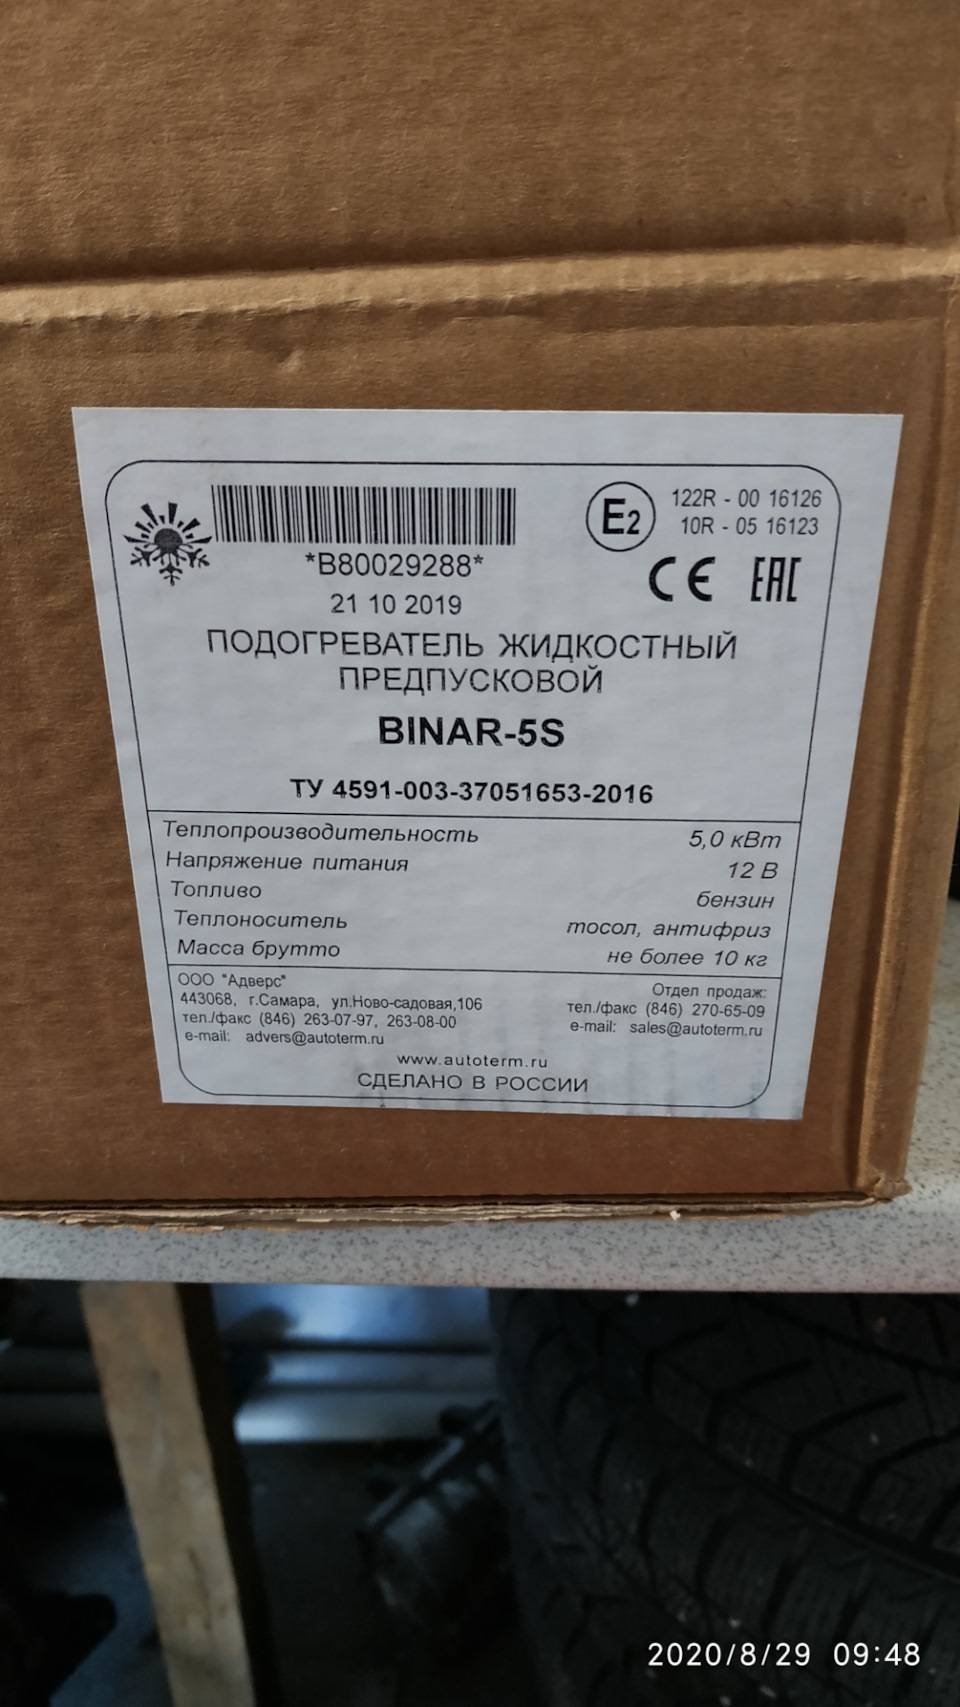 *B80029288*
21 10 2019
E2
122R - 00 16126
10R - 05 16123
CE EAC
ПОДОГРЕВАТЕЛЬ ЖИДКОСТНЫЙ
ПРЕДПУСКОВОЙ
BINAR-5S
ТУ 4591-003-37051653-2016
Теплопроизводительность 5,0 кВт
Напряжение питания 12 В
Топливо бензин
Теплоноситель тосол, антифриз
Масса брутто не более 10 кг
ООО "Адверс"
443068, г.Самара, ул.Ново-садовая,106
тел./факс (846) 263-07-97, 263-08-00
e-mail: advers@autoterm.ru
Отдел продаж:
тел./факс (846) 270-65-09
e-mail: sales@autoterm.ru
www.autoterm.ru
СДЕЛАНО В РОССИИ
2020/8/29 09:48